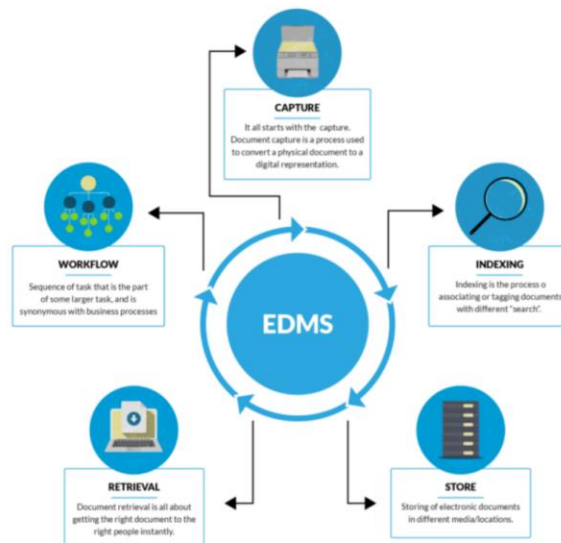 CAPTURE
It all starts with the capture.
Document capture is a process used
to convert a physical document to a
digital representation.
WORKFLOW
Sequence of task that is the part
of some larger task, and is
synonymous with business processes
INDEXING
Indexing is the process o
associating or tagging documents
with different "search".
EDMS
RETRIEVAL
Document retrieval is all about
getting the right document to the
right people instantly.
STORE
Storing of electronic documents
in different media/locations.